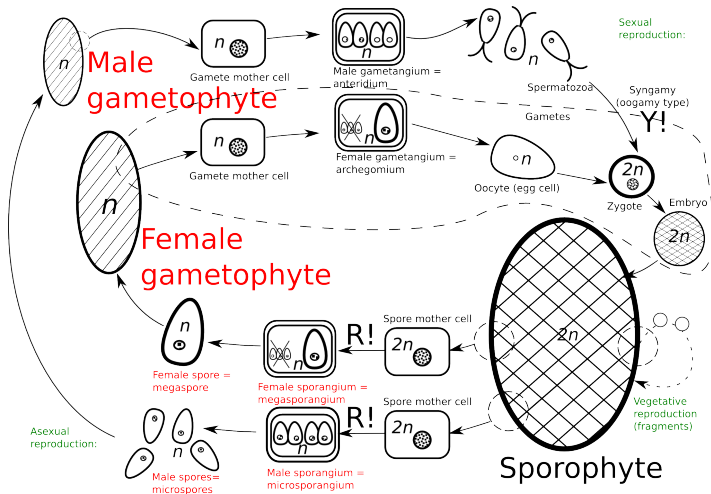 Sexual
reproduction:
n
Male
gametophyte
n
Gamete mother cell
n
Male gametangium =
anteridium
n
Spermatozoa
Syngamy
(oogamy type)
Y!
Gametes
n
Female
gametophyte
n
Gamete mother cell
n
Female gametangium =
archegomium
n
Oocyte (egg cell)
2n
Zygote
Embryo
2n
2n
Sporophyte
Vegetative
reproduction
(fragments)
Spore mother cell
2n
R!
n
Female sporangium =
megasporangium
n
Female spore =
megaspore
Spore mother cell
2n
R!
n
Male sporangium =
microsporangium
n
Male spores=
microspores
Asexual
reproduction: